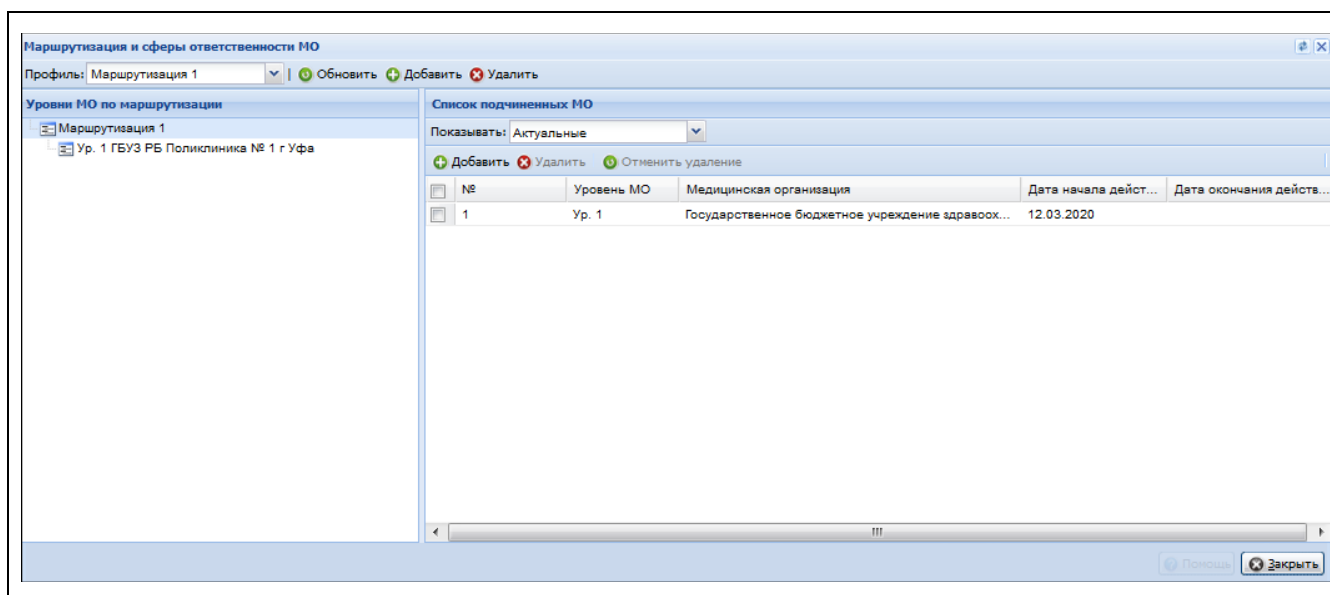 Маршрутизация и сферы ответственности МО
Профиль: Маршрутизация 1 | Обновить Добавить Удалить
Уровни МО по маршрутизации
Маршрутизация 1
Ур. 1 ГБУЗ РБ Поликлиника № 1 г Уфа
Список подчиненных МО
Показывать: Актуальные
Добавить Удалить Отменить удаление
№ Уровень МО Медицинская организация Дата начала дейст... Дата окончания действ...
1 Ур. 1 Государственное бюджетное учреждение здравоох... 12.03.2020
Помощь Закрыть